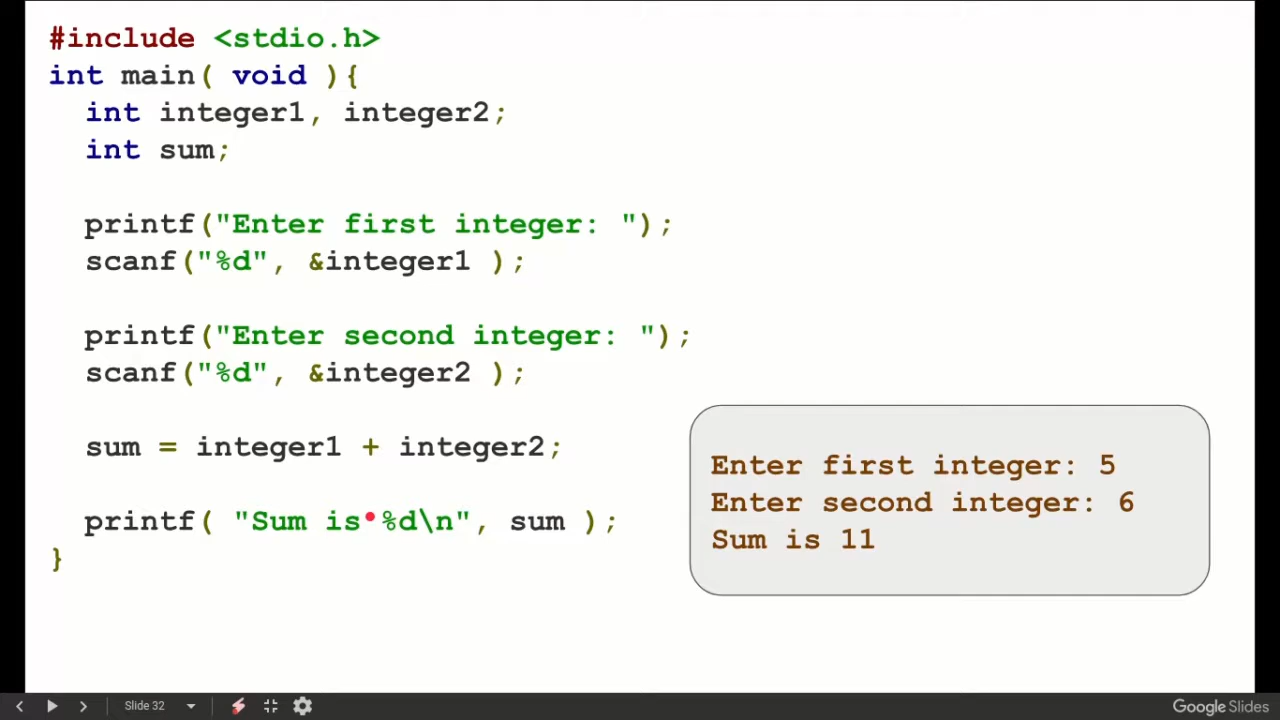 #include <stdio.h>
int main( void ){
  int integer1, integer2;
  int sum;

  printf("Enter first integer: ");
  scanf("%d", &integer1 );

  printf("Enter second integer: ");
  scanf("%d", &integer2 );

  sum = integer1 + integer2;

  printf( "Sum is %d\n", sum );
}
Enter first integer: 5
Enter second integer: 6
Sum is 11
Slide 32
Google Slides